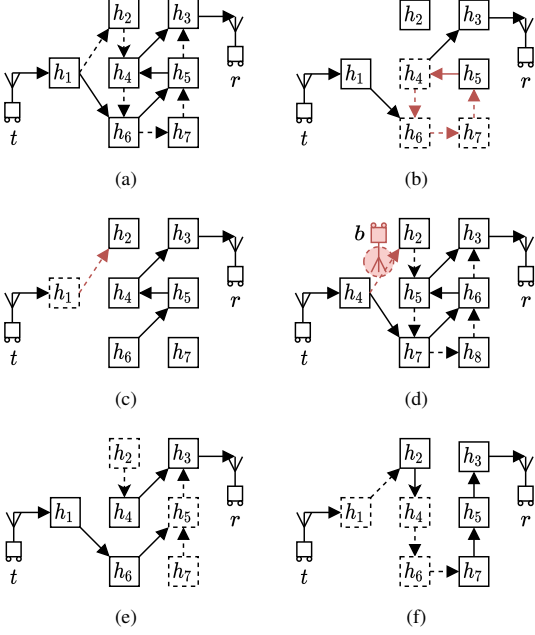 h2 h3
h1 h4 h5 r
t h6 h7
(a)
h2 h3
h1 h4 h5 r
t h6 h7
(b)
h2 h3
h1 h4 h5 r
t h6 h7
(c)
b h2 h3
h4 h5 h6 r
t h7 h8
(d)
h2 h3
h1 h4 h5 r
t h6 h7
(e)
h2 h3
h1 h4 h5 r
t h6 h7
(f)